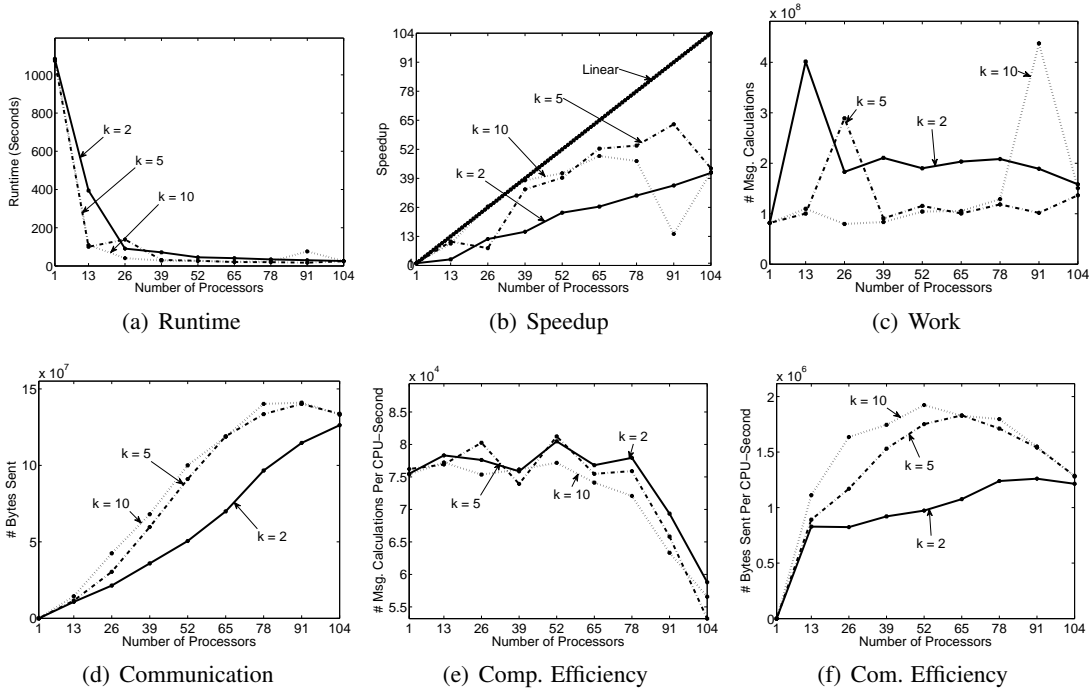 1000
800
600
400
200
0
Runtime (Seconds)
k = 2
k = 5
k = 10
1 13 26 39 52 65 78 91 104
Number of Processors
(a) Runtime
104
91
78
65
52
39
26
13
0
Speedup
Linear
k = 5
k = 10
k = 2
1 13 26 39 52 65 78 91 104
Number of Processors
(b) Speedup
x 10^8
4
3
2
1
0
# Msg. Calculations
k = 10
k = 5
k = 2
1 13 26 39 52 65 78 91 104
Number of Processors
(c) Work
x 10^7
15
10
5
0
# Bytes Sent
k = 5
k = 10
k = 2
1 13 26 39 52 65 78 91 104
Number of Processors
(d) Communication
x 10^4
8.5
8
7.5
7
6.5
6
5.5
# Msg. Calculations Per CPU-Second
k = 2
k = 5
k = 10
1 13 26 39 52 65 78 91 104
Number of Processors
(e) Comp. Efficiency
x 10^6
2
1.5
1
0.5
0
# Bytes Sent Per CPU-Second
k = 10
k = 5
k = 2
1 13 26 39 52 65 78 91 104
Number of Processors
(f) Com. Efficiency